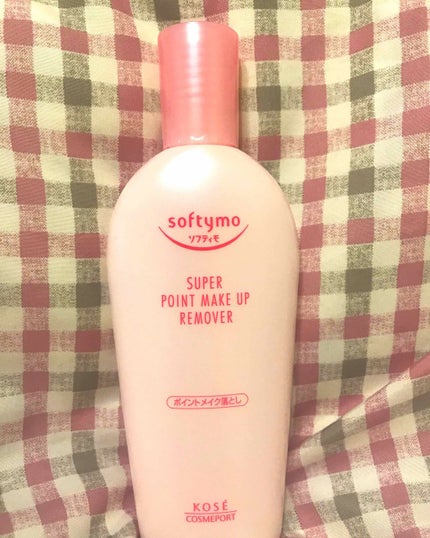 softymo
ソフティモ
SUPER
POINT MAKE UP
REMOVER
ポイントメイク落とし
KOSÉ
COSMEPORT